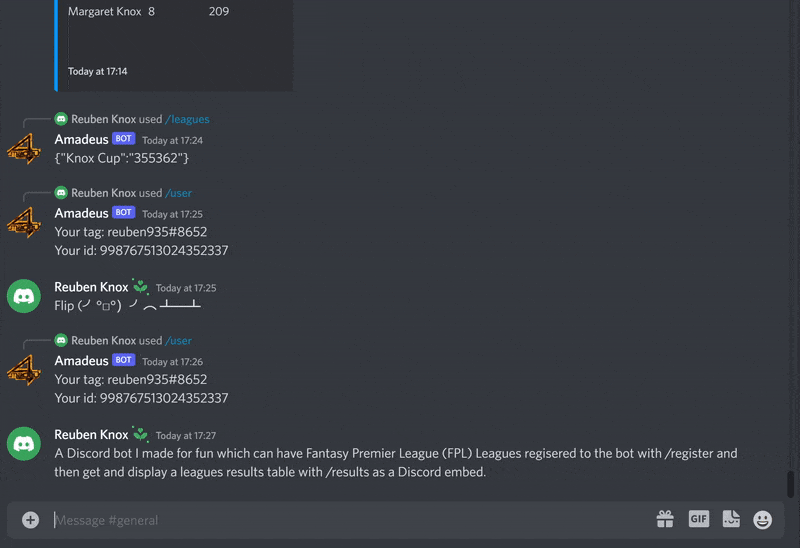 Margaret Knox 8 209
Today at 17:14
Reuben Knox used /leagues
Amadeus BOT Today at 17:24
{"Knox Cup":"355362"}
Reuben Knox used /user
Amadeus BOT Today at 17:25
Your tag: reuben935#8652
Your id: 998767513024352337
Reuben Knox Today at 17:25
Flip (╯°□°)╯︵ ┻━┻
Reuben Knox used /user
Amadeus BOT Today at 17:26
Your tag: reuben935#8652
Your id: 998767513024352337
Reuben Knox Today at 17:27
A Discord bot I made for fun which can have Fantasy Premier League (FPL) Leagues regisered to the bot with /register and
then get and display a leagues results table with /results as a Discord embed.
Message #general
GIF